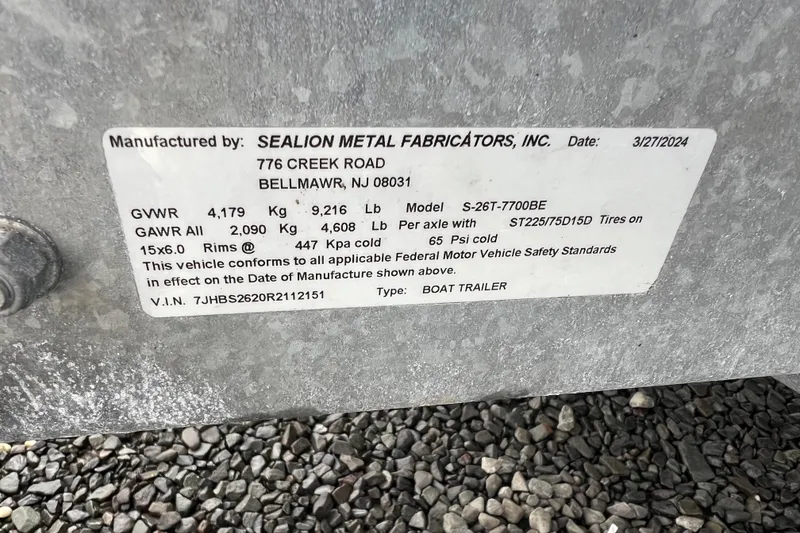 Manufactured by: SEALION METAL FABRICATORS, INC. Date: 3/27/2024
776 CREEK ROAD
BELLMAWR, NJ 08031
GVWR 4,179 Kg 9,216 Lb Model S-26T-7700BE
GAWR All 2,090 Kg 4,608 Lb Per axle with ST225/75D15D Tires on
15x6.0 Rims @ 447 Kpa cold 65 Psi cold
This vehicle conforms to all applicable Federal Motor Vehicle Safety Standards
in effect on the Date of Manufacture shown above.
V.I.N. 7JHBS2620R2112151 Type: BOAT TRAILER